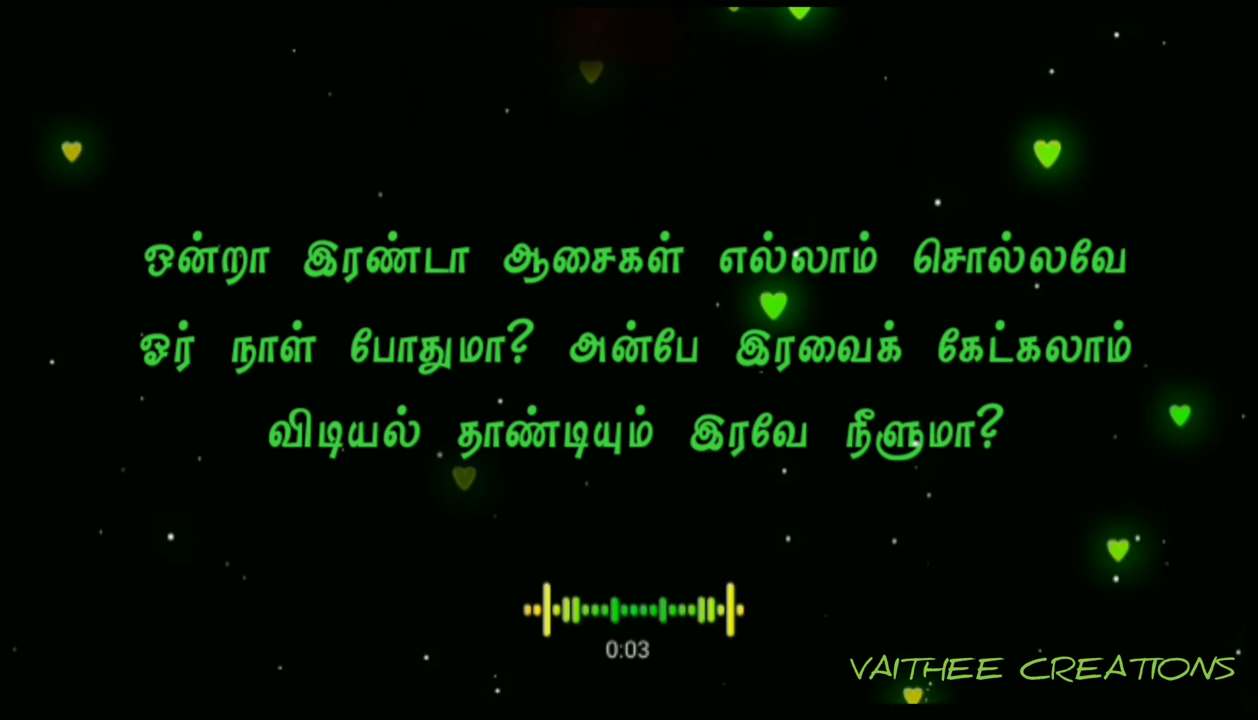 ஒன்றா இரண்டா ஆசைகள் எல்லாம் சொல்லவே
ஓர் நாள் போதுமா? அன்பே இரவைக் கேட்கலாம்
விடியல் தாண்டியும் இரவே நீளுமா?
0:03
VAITHEE CREATIONS